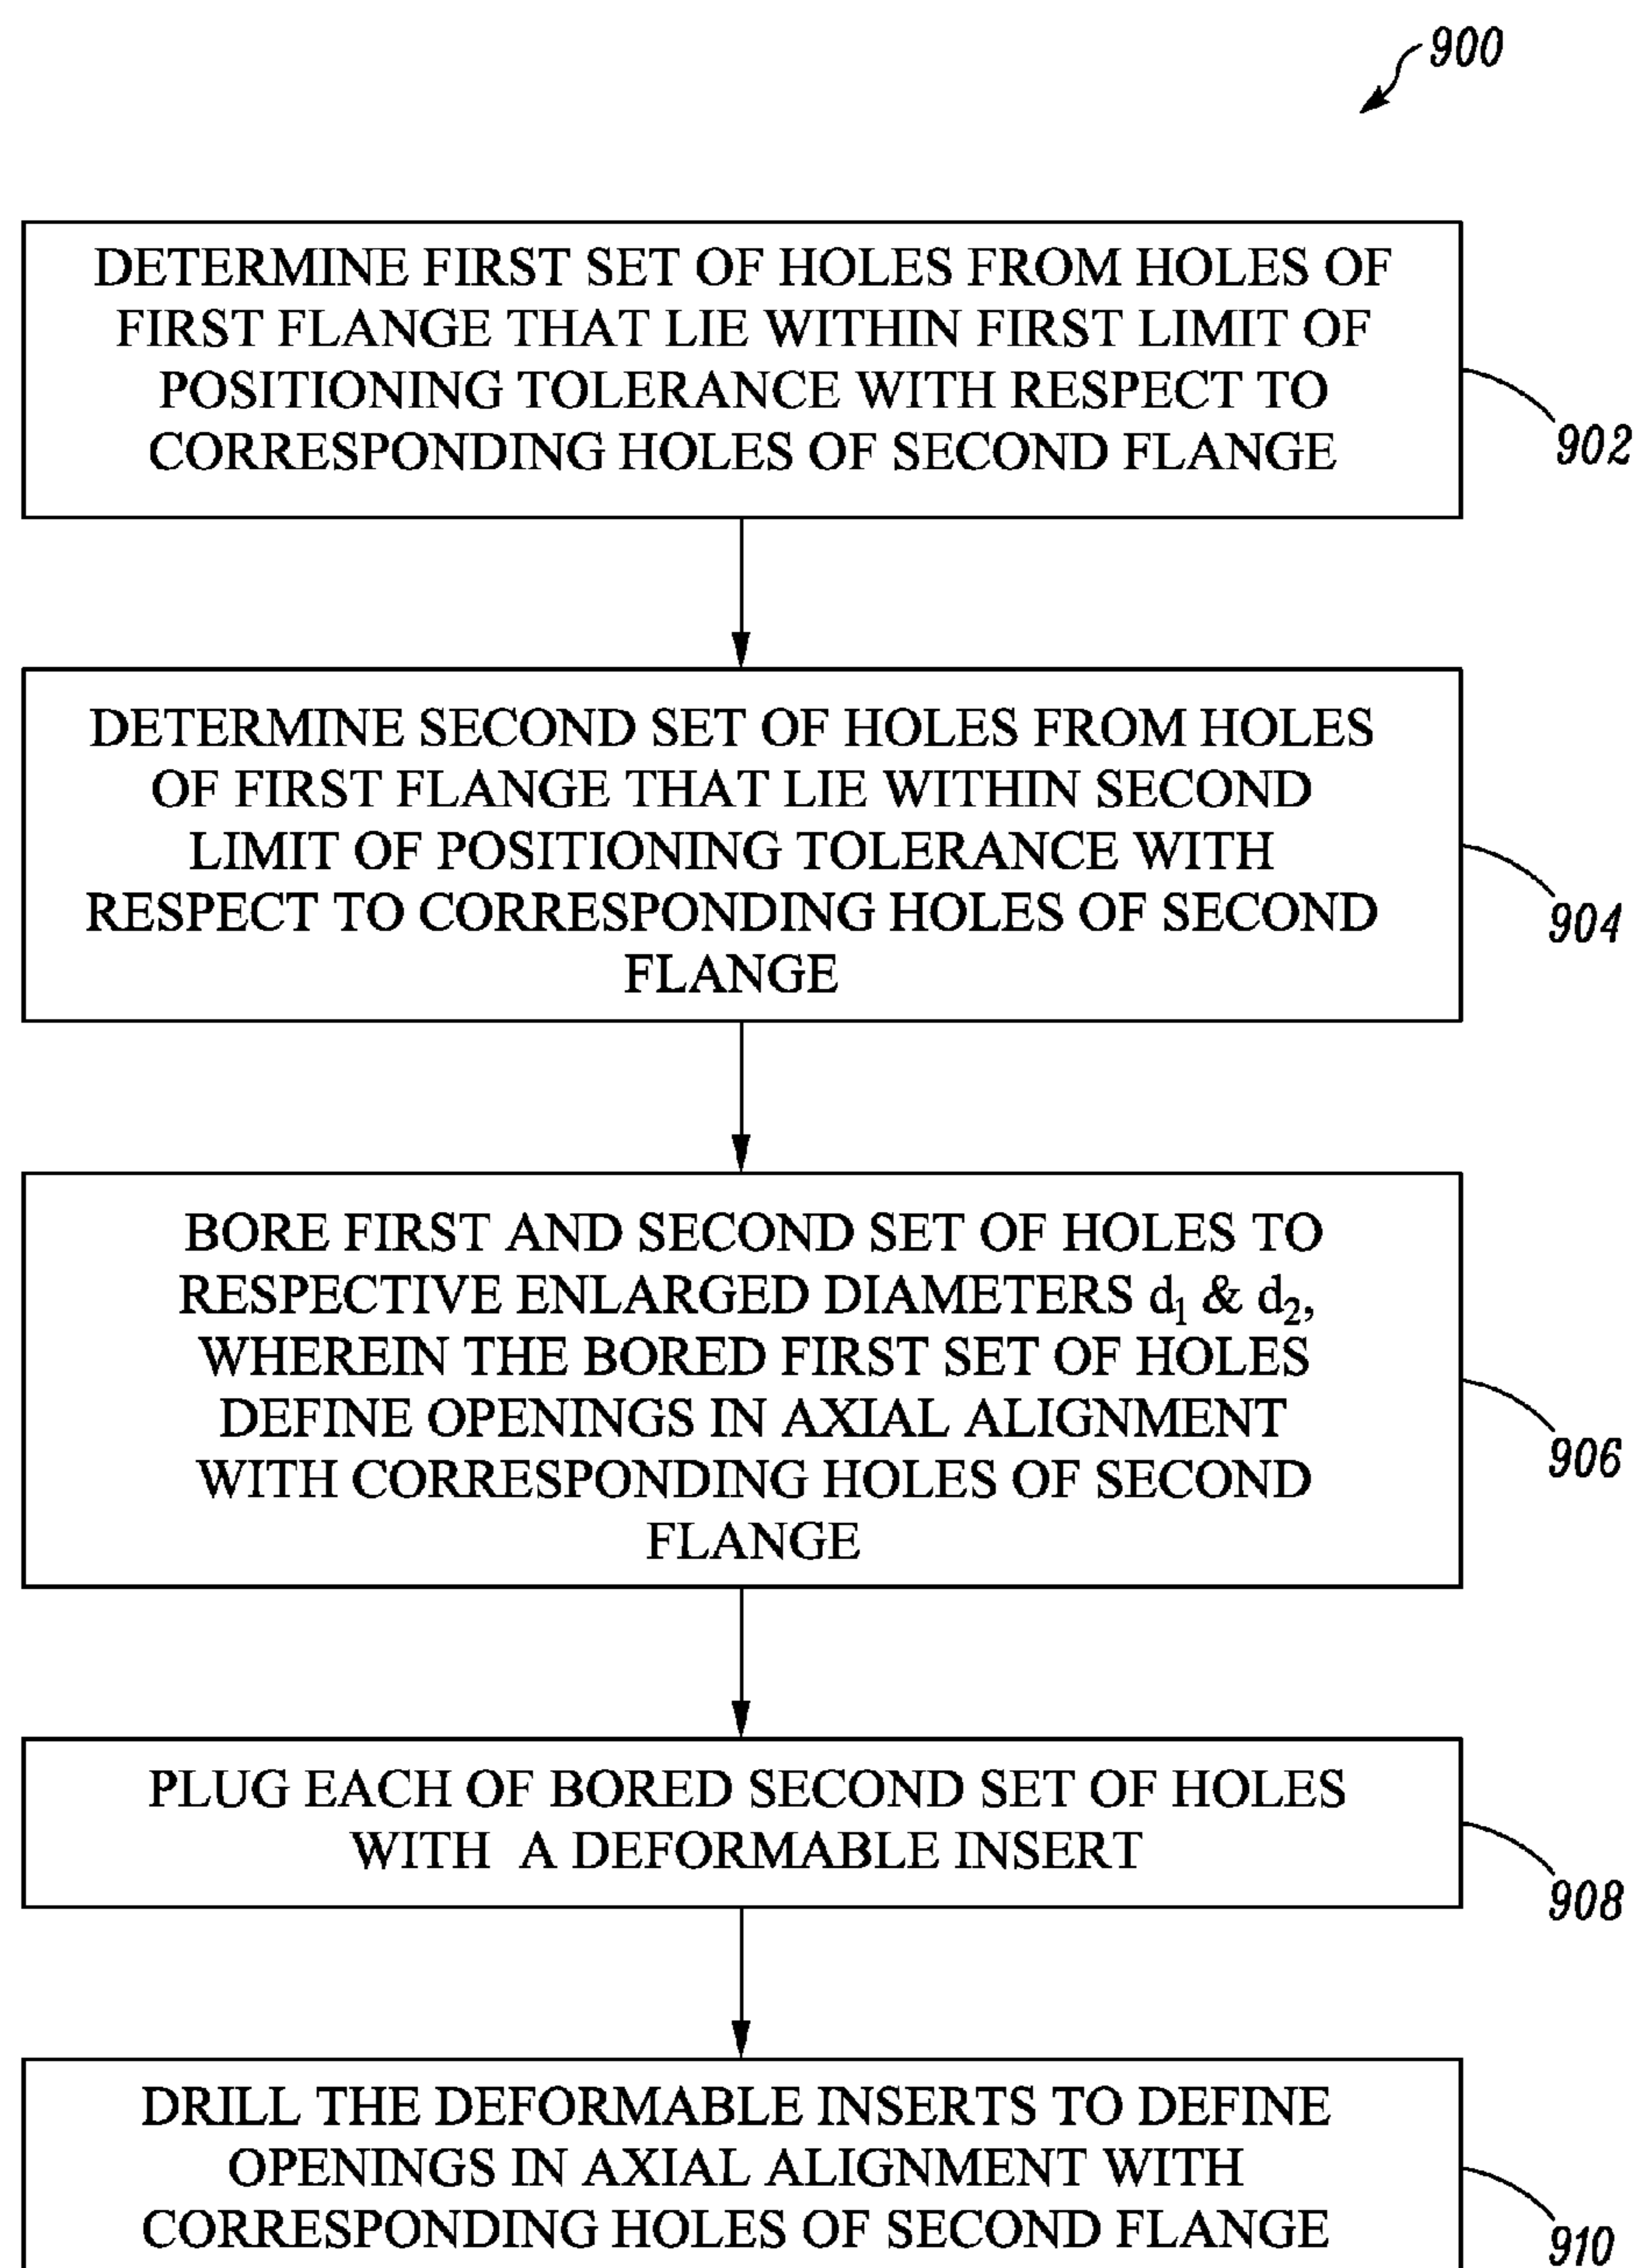 900
DETERMINE FIRST SET OF HOLES FROM HOLES OF
FIRST FLANGE THAT LIE WITHIN FIRST LIMIT OF
POSITIONING TOLERANCE WITH RESPECT TO
CORRESPONDING HOLES OF SECOND FLANGE
902
DETERMINE SECOND SET OF HOLES FROM HOLES
OF FIRST FLANGE THAT LIE WITHIN SECOND
LIMIT OF POSITIONING TOLERANCE WITH
RESPECT TO CORRESPONDING HOLES OF SECOND
FLANGE
904
BORE FIRST AND SECOND SET OF HOLES TO
RESPECTIVE ENLARGED DIAMETERS d₁ & d₂,
WHEREIN THE BORED FIRST SET OF HOLES
DEFINE OPENINGS IN AXIAL ALIGNMENT
WITH CORRESPONDING HOLES OF SECOND
FLANGE
906
PLUG EACH OF BORED SECOND SET OF HOLES
WITH A DEFORMABLE INSERT
908
DRILL THE DEFORMABLE INSERTS TO DEFINE
OPENINGS IN AXIAL ALIGNMENT WITH
CORRESPONDING HOLES OF SECOND FLANGE
910